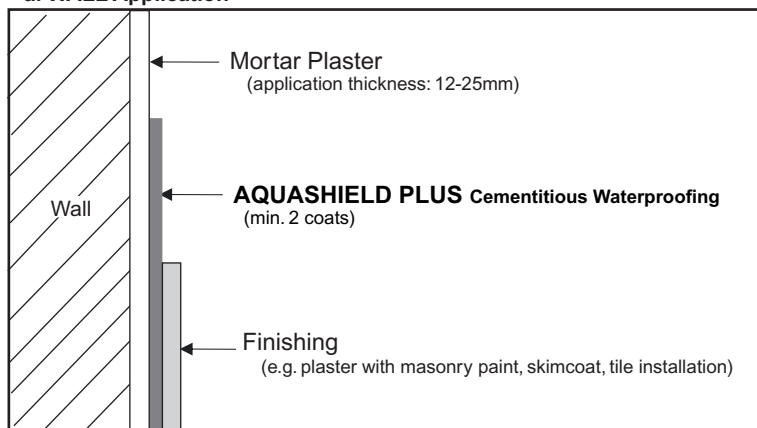 Mortar Plaster
(application thickness: 12-25mm)
Wall
AQUASHIELD PLUS Cementitious Waterproofing
(min. 2 coats)
Finishing
(e.g. plaster with masonry paint, skimcoat, tile installation)